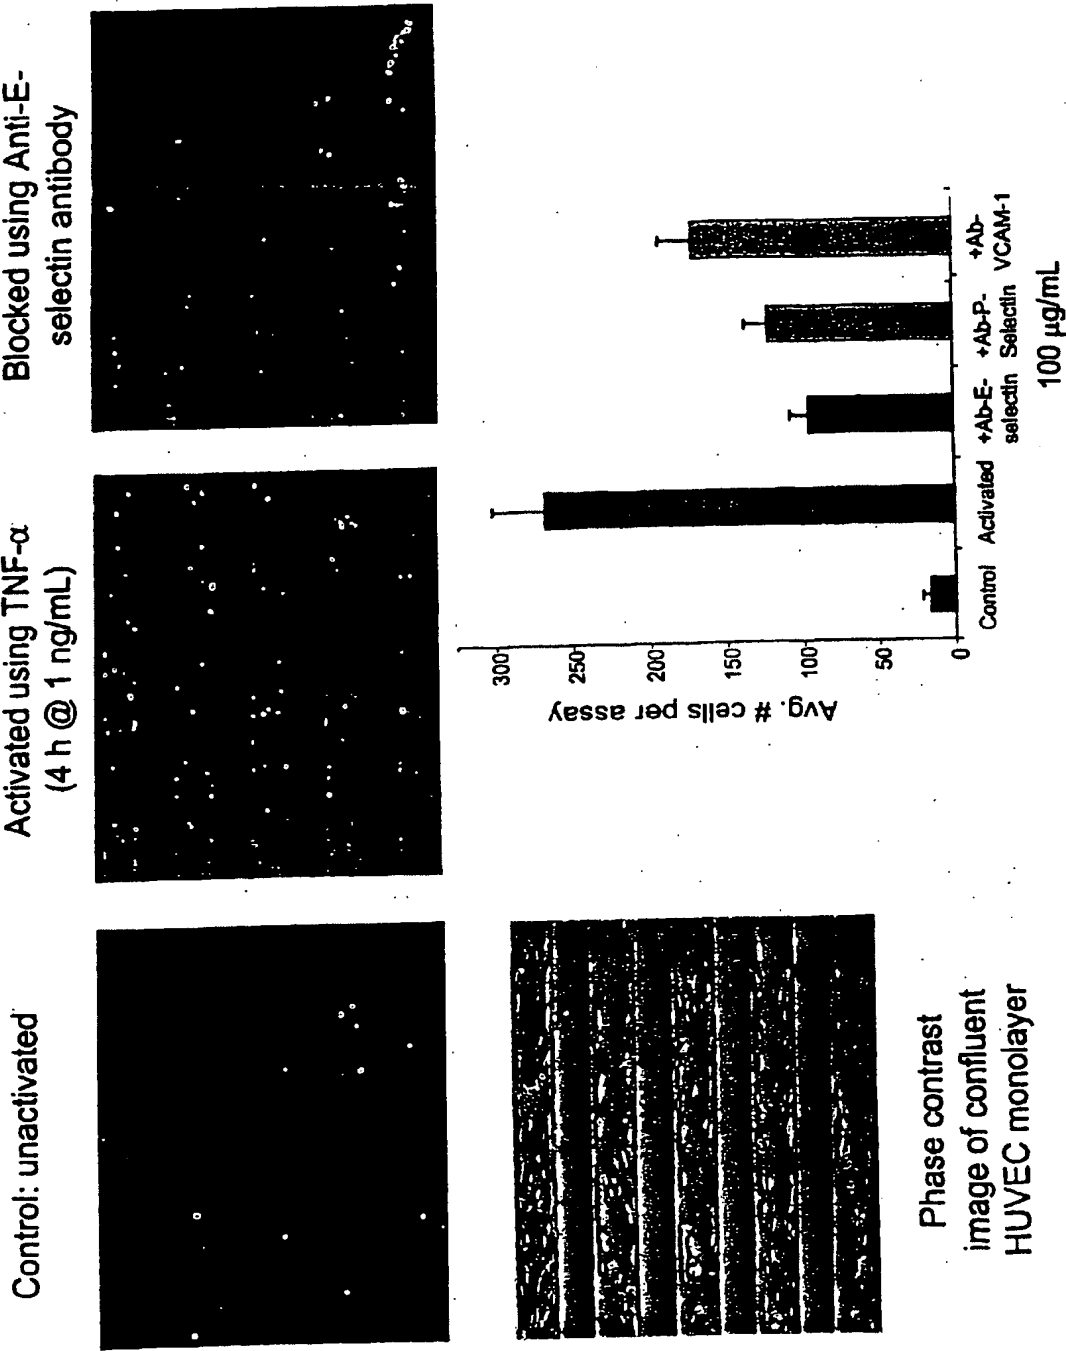 Control: unactivated
Activated using TNF-α
(4 h @ 1 ng/mL)
Blocked using Anti-E-
selectin antibody
Phase contrast
image of confluent
HUVEC monolayer
Avg. # cells per assay
300
250
200
150
100
50
0
Control
Activated
+Ab-E-
selectin
+Ab-P-
Selectin
+Ab-
VCAM-1
100 µg/mL